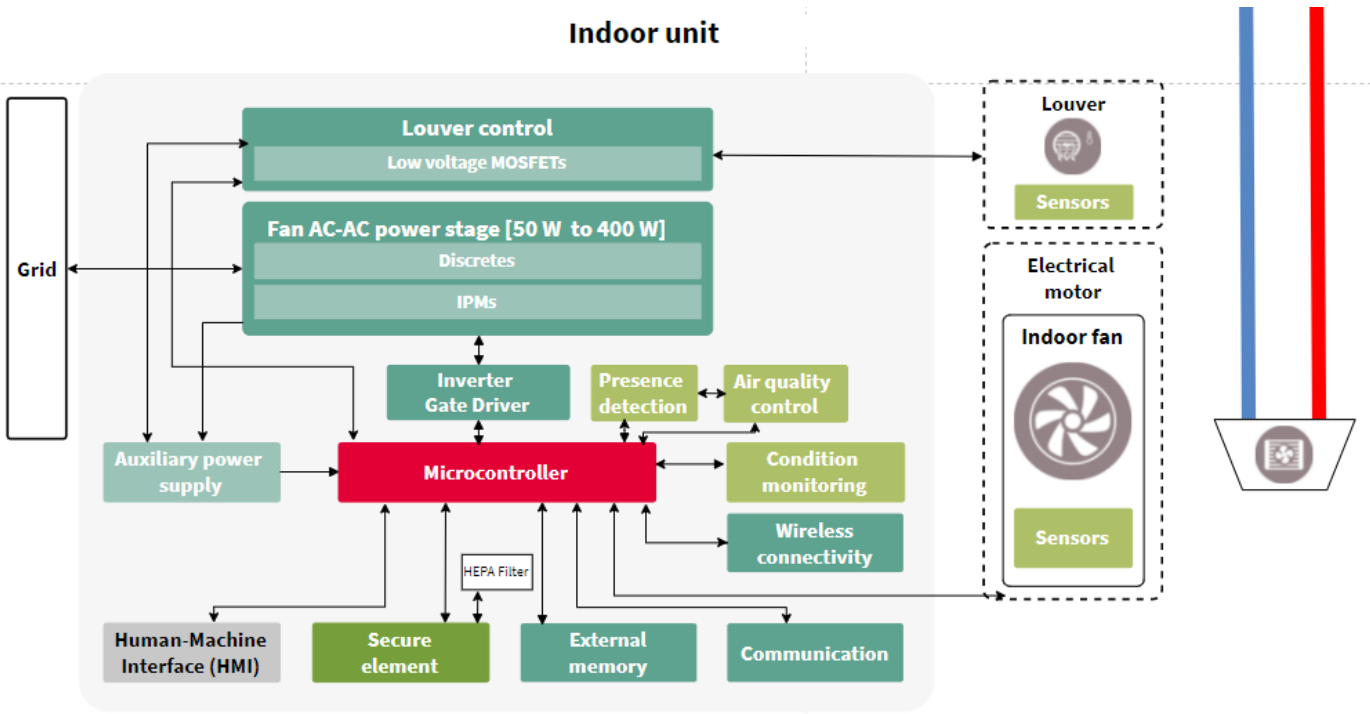 Indoor unit
Louver control
Low voltage MOSFETs
Fan AC-AC power stage [50 W to 400 W]
Discretes
IPMs
Grid
Inverter
Gate Driver
Presence
detection
Air quality
control
Auxiliary power
supply
Microcontroller
Condition
monitoring
Wireless
connectivity
HEPA Filter
Human-Machine
Interface (HMI)
Secure
element
External
memory
Communication
Louver
Sensors
Electrical
motor
Indoor fan
Sensors